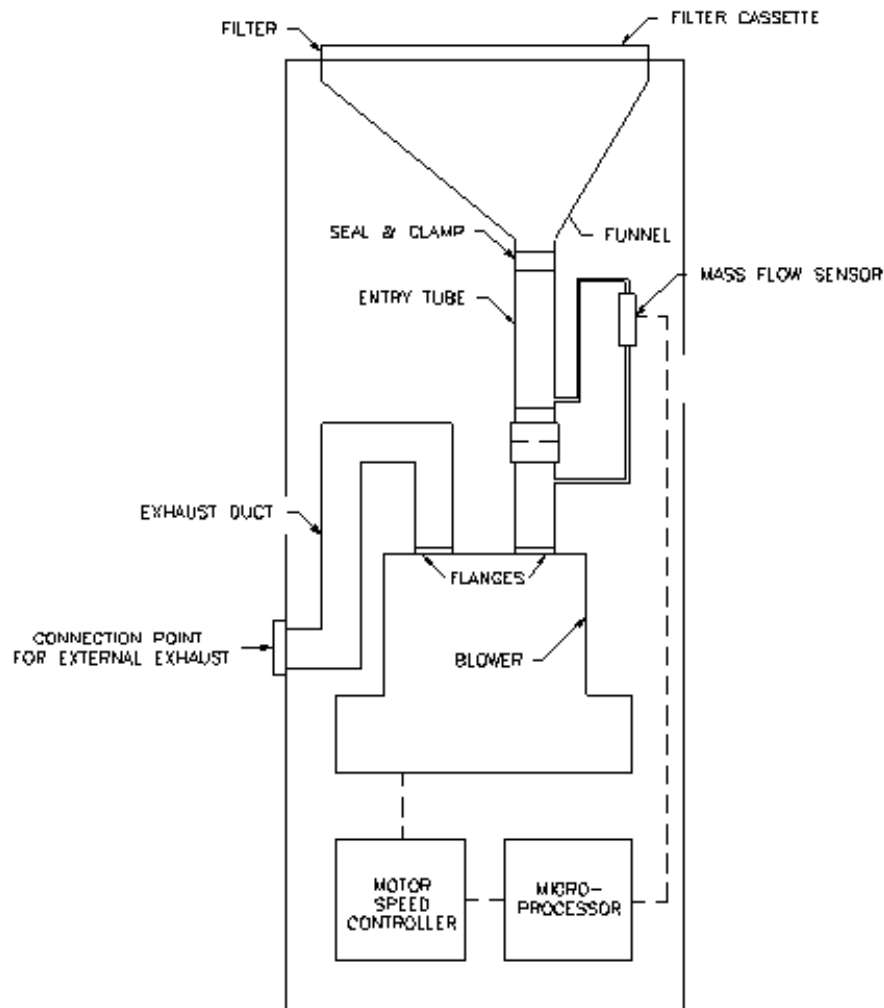 FILTER
FILTER CASSETTE
SEAL & CLAMP
FUNNEL
MASS FLOW SENSOR
ENTRY TUBE
EXHAUST DUCT
FLANGES
CONNECTION POINT
FOR EXTERNAL EXHAUST
BLOWER
MOTOR
SPEED
CONTROLLER
MICRO-
PROCESSOR